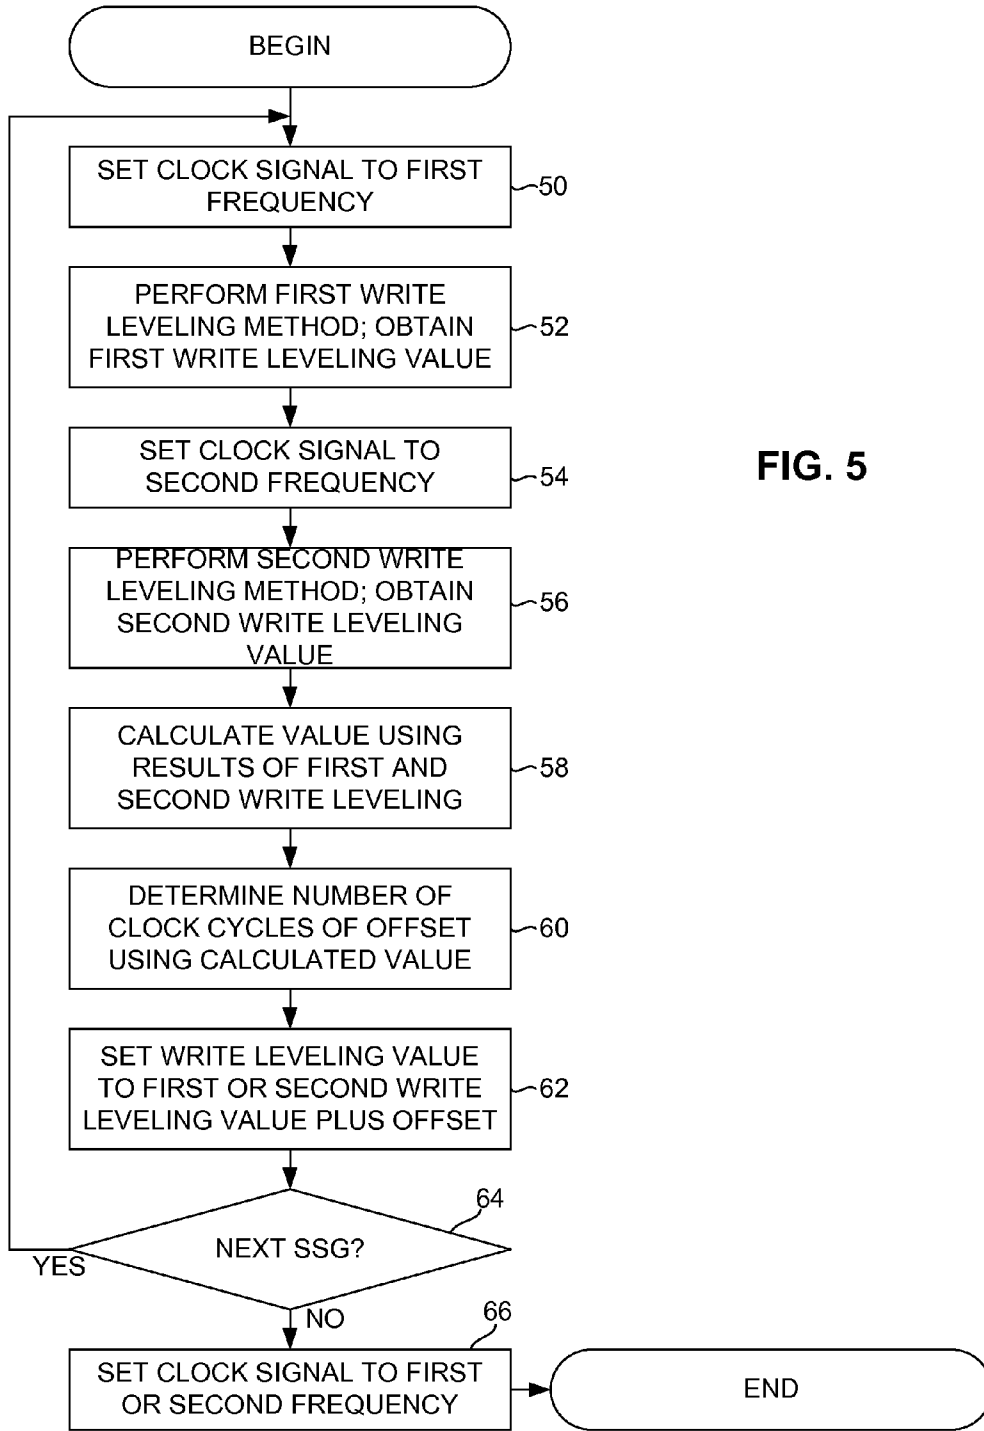 BEGIN
SET CLOCK SIGNAL TO FIRST
FREQUENCY
50
PERFORM FIRST WRITE
LEVELING METHOD; OBTAIN
FIRST WRITE LEVELING VALUE
52
SET CLOCK SIGNAL TO
SECOND FREQUENCY
54
FIG. 5
PERFORM SECOND WRITE
LEVELING METHOD; OBTAIN
SECOND WRITE LEVELING
VALUE
56
CALCULATE VALUE USING
RESULTS OF FIRST AND
SECOND WRITE LEVELING
58
DETERMINE NUMBER OF
CLOCK CYCLES OF OFFSET
USING CALCULATED VALUE
60
SET WRITE LEVELING VALUE
TO FIRST OR SECOND WRITE
LEVELING VALUE PLUS OFFSET
62
64
NEXT SSG?
YES
NO
66
SET CLOCK SIGNAL TO FIRST
OR SECOND FREQUENCY
END